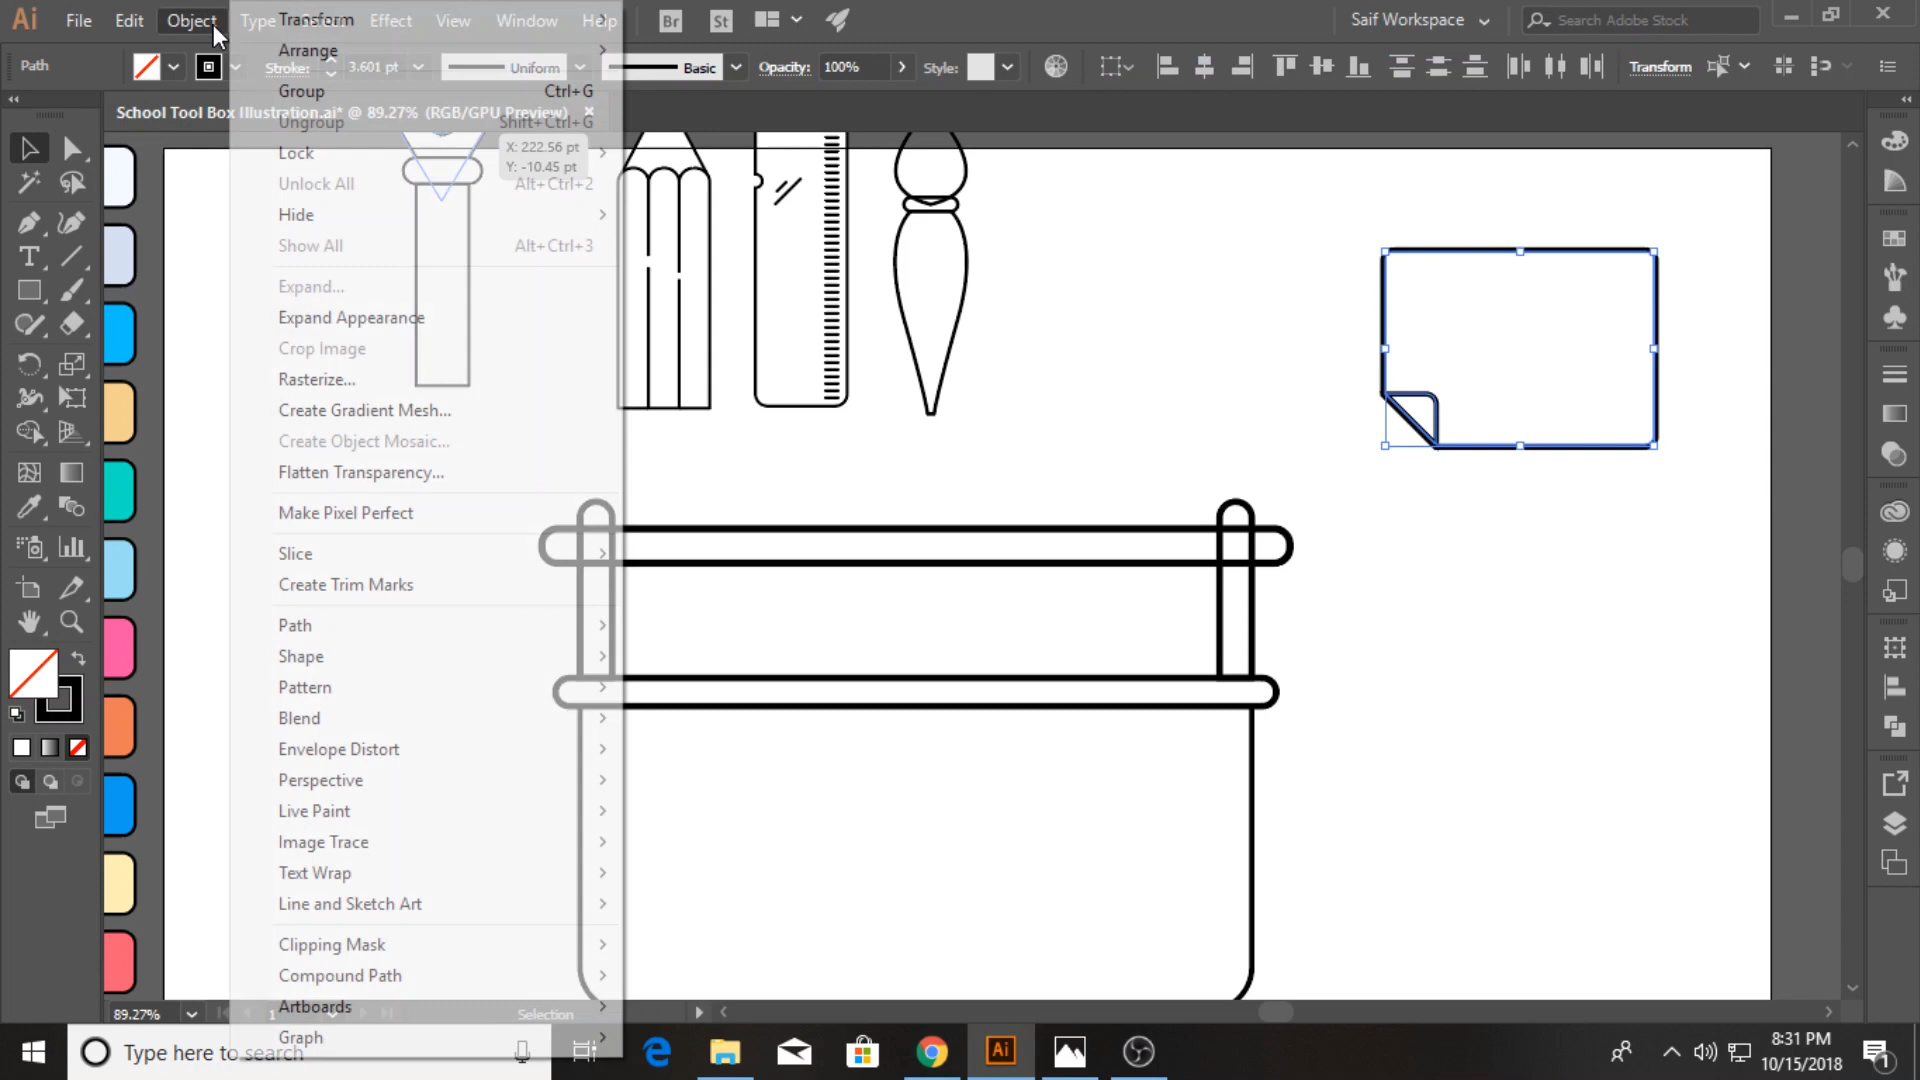 Ai File Edit Object Type Effect View Window Help Br St Saif Workspace Search Adobe Stock
Path Stroke: 3.601 pt Uniform Basic Opacity: 100% Style: Transform
School Tool Box Illustration.ai* @ 89.27% (RGB/GPU Preview)
Transform
Arrange
Group Ctrl+G
Ungroup Shift+Ctrl+G
Lock
Unlock All Alt+Ctrl+2
Hide
Show All Alt+Ctrl+3
Expand...
Expand Appearance
Crop Image
Rasterize...
Create Gradient Mesh...
Create Object Mosaic...
Flatten Transparency...
Make Pixel Perfect
Slice
Create Trim Marks
Path
Shape
Pattern
Blend
Envelope Distort
Perspective
Live Paint
Image Trace
Text Wrap
Line and Sketch Art
Clipping Mask
Compound Path
Artboards
Graph
X: 222.56 pt
Y: -10.45 pt
89.27% 1 Selection
Type here to search
Ai
8:31 PM
10/15/2018
1